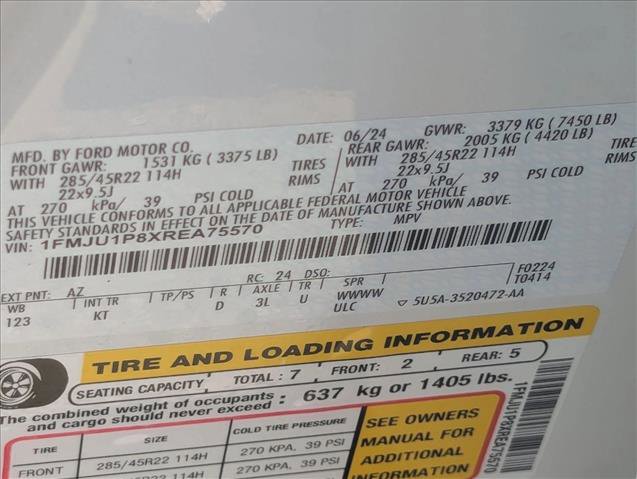 MFD. BY FORD MOTOR CO. DATE: 06/24 GVWR: 3379 KG ( 7450 LB)
FRONT GAWR: 1531 KG ( 3375 LB) REAR GAWR: 2005 KG ( 4420 LB)
WITH 285/45R22 114H TIRES WITH 285/45R22 114H TIRES
22x9.5J RIMS 22x9.5J RIMS
AT 270 kPa/ 39 PSI COLD AT 270 kPa/ 39 PSI COLD
THIS VEHICLE CONFORMS TO ALL APPLICABLE FEDERAL MOTOR VEHICLE
SAFETY STANDARDS IN EFFECT ON THE DATE OF MANUFACTURE SHOWN ABOVE.
VIN: 1FMJU1P8XREA75570 TYPE: MPV
EXT PNT: AZ RC: 24 DSO: F0224
WB INT TR TP/PS R AXLE TR WWWW T0414
123 KT D 3L U ULC 5U5A-3520472-AA
TIRE AND LOADING INFORMATION
SEATING CAPACITY TOTAL: 7 FRONT: 2 REAR: 5
The combined weight of occupants and cargo should never exceed : 637 kg or 1405 lbs.
TIRE SIZE COLD TIRE PRESSURE
FRONT 285/45R22 114H 270 KPA, 39 PSI
285/45R22 114H 270 KPA, 39 PSI
SEE OWNERS
MANUAL FOR
ADDITIONAL
INFORMATION
1FMJU1P8XREA75570